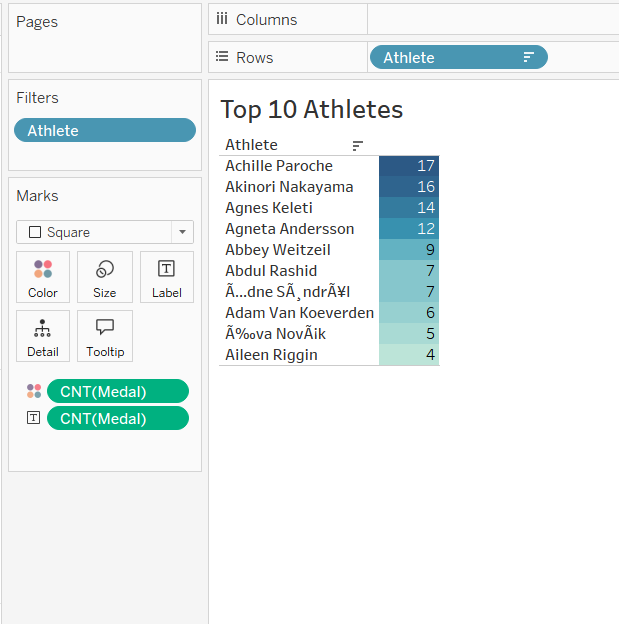 Pages
Columns
Rows
Athlete
Filters
Athlete
Marks
Square
Color
Size
Label
Detail
Tooltip
CNT(Medal)
CNT(Medal)
Top 10 Athletes
Athlete
Achille Paroche 17
Akinori Nakayama 16
Agnes Keleti 14
Agneta Andersson 12
Abbey Weitzeil 9
Abdul Rashid 7
Ã…dne SÃ¸ndrÃ¥l 7
Adam Van Koeverden 6
Ã‰va NovÃik 5
Aileen Riggin 4